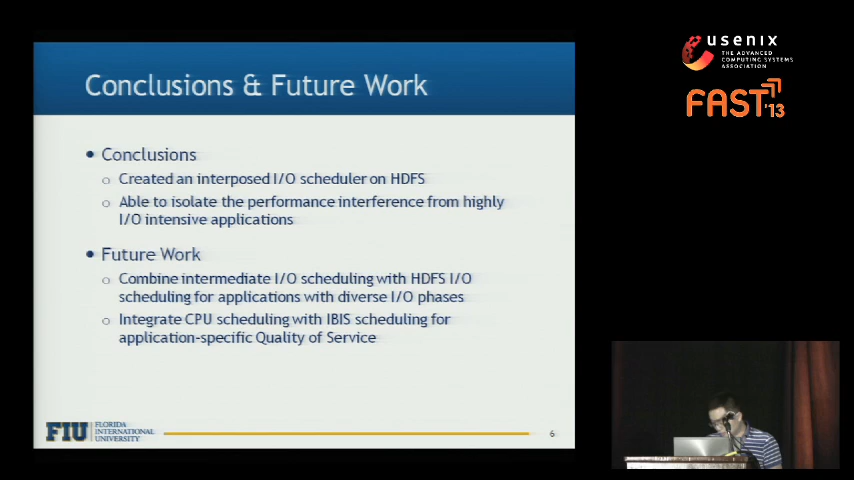 Conclusions & Future Work
• Conclusions
o Created an interposed I/O scheduler on HDFS
o Able to isolate the performance interference from highly
I/O intensive applications
• Future Work
o Combine intermediate I/O scheduling with HDFS I/O
scheduling for applications with diverse I/O phases
o Integrate CPU scheduling with IBIS scheduling for
application-specific Quality of Service
FIU FLORIDA
INTERNATIONAL
UNIVERSITY
6
usenix
THE ADVANCED
COMPUTING SYSTEMS
ASSOCIATION
FAST '13